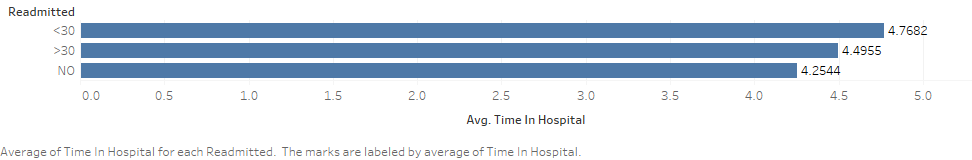 Readmitted
<30 4.7682
>30 4.4955
NO 4.2544
0.0 0.5 1.0 1.5 2.0 2.5 3.0 3.5 4.0 4.5 5.0
Avg. Time In Hospital
Average of Time In Hospital for each Readmitted. The marks are labeled by average of Time In Hospital.